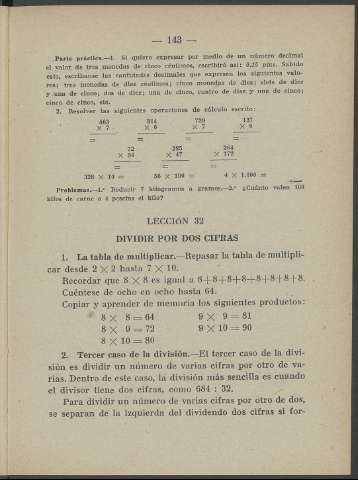 — 143 —
Parte práctica.—1. Si quiero expresar por medio de un número decimal
el valor de tres monedas de cinco céntimos, escribiré así: 0,15 ptas. Sabido
esto, escríbanse las cantidades decimales que expresen los siguientes valo-
res; tres monedas de diez céntimos; cinco monedas de diez; siete de diez
y una de cinco; dos de diez; una de cinco, cuatro de diez y una de cinco;
cinco de cinco, etc.
2. Resolver las siguientes operaciones de cálculo escrito:
563 814 729 137
× 7 × 6 × 7 × 8
= = = =
72 395 264
× 34 × 47 × 172
= = =
328 × 10 = 56 × 100 = 4 × 1.000 =
Problemas.—1.º Reducir 7 kilogramos a gramos.—2.º ¿Cuánto valen 104
kilos de carne a 4 pesetas el kilo?
LECCIÓN 32
DIVIDIR POR DOS CIFRAS
1. La tabla de multiplicar.—Repasar la tabla de multipli-
car desde 2 × 2 hasta 7 × 10.
Recordar que 8 × 8 es igual a 8+8+8+8+8+8+8+8.
Cuéntese de ocho en ocho hasta 64.
Copiar y aprender de memoria los siguientes productos:
8 × 8 = 64 9 × 9 = 81
8 × 9 = 72 9 × 10 = 90
8 × 10 = 80
2. Tercer caso de la división.—El tercer caso de la divi-
sión es dividir un número de varias cifras por otro de va-
rias. Dentro de este caso, la división más sencilla es cuando
el divisor tiene dos cifras, como 684 : 32.
Para dividir un número de varias cifras por otro de dos,
se separan de la izquierda del dividendo dos cifras si for-